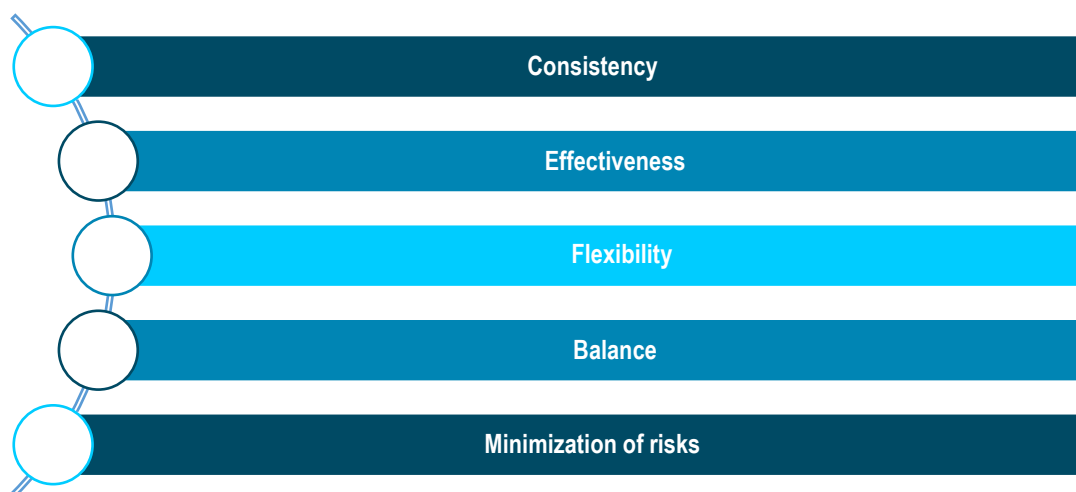 Consistency
Effectiveness
Flexibility
Balance
Minimization of risks